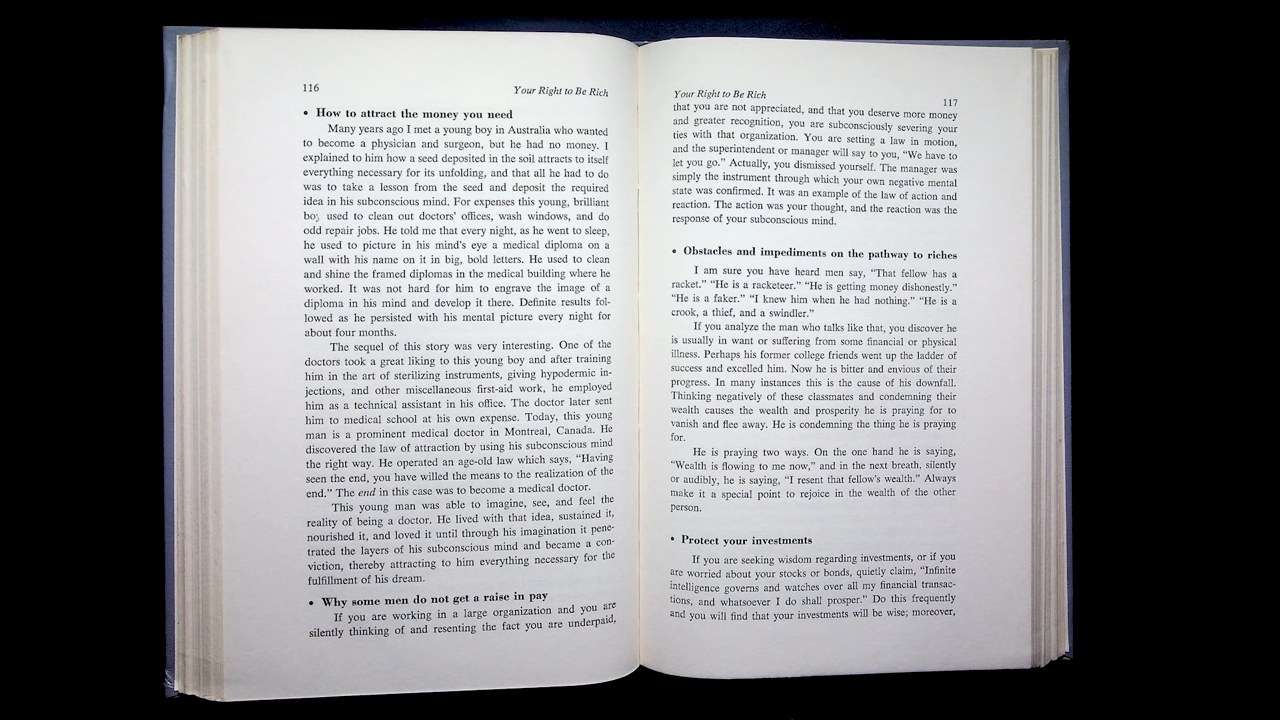 116
Your Right to Be Rich
• How to attract the money you need
Many years ago I met a young boy in Australia who wanted
to become a physician and surgeon, but he had no money. I
explained to him how a seed deposited in the soil attracts to itself
everything necessary for its unfolding, and that all he had to do
was to take a lesson from the seed and deposit the required
idea in his subconscious mind. For expenses this young, brilliant
boy used to clean out doctors' offices, wash windows, and do
odd repair jobs. He told me that every night, as he went to sleep,
he used to picture in his mind's eye a medical diploma on a
wall with his name on it in big, bold letters. He used to clean
and shine the framed diplomas in the medical building where he
worked. It was not hard for him to engrave the image of a
diploma in his mind and develop it there. Definite results fol-
lowed as he persisted with his mental picture every night for
about four months.
The sequel of this story was very interesting. One of the
doctors took a great liking to this young boy and after training
him in the art of sterilizing instruments, giving hypodermic in-
jections, and other miscellaneous first-aid work, he employed
him as a technical assistant in his office. The doctor later sent
him to medical school at his own expense. Today, this young
man is a prominent medical doctor in Montreal, Canada. He
discovered the law of attraction by using his subconscious mind
the right way. He operated an age-old law which says, "Having
seen the end, you have willed the means to the realization of the
end." The end in this case was to become a medical doctor.
This young man was able to imagine, see, and feel the
reality of being a doctor. He lived with that idea, sustained it,
nourished it, and loved it until through his imagination it pene-
trated the layers of his subconscious mind and became a con-
viction, thereby attracting to him everything necessary for the
fulfillment of his dream.
• Why some men do not get a raise in pay
If you are working in a large organization and you are
silently thinking of and resenting the fact you are underpaid,
Your Right to Be Rich
117
that you are not appreciated, and that you deserve more money
and greater recognition, you are subconsciously severing your
ties with that organization. You are setting a law in motion,
and the superintendent or manager will say to you, "We have to
let you go." Actually, you dismissed yourself. The manager was
simply the instrument through which your own negative mental
state was confirmed. It was an example of the law of action and
reaction. The action was your thought, and the reaction was the
response of your subconscious mind.
• Obstacles and impediments on the pathway to riches
I am sure you have heard men say, "That fellow has a
racket." "He is a racketeer." "He is getting money dishonestly."
"He is a faker." "I knew him when he had nothing." "He is a
crook, a thief, and a swindler."
If you analyze the man who talks like that, you discover he
is usually in want or suffering from some financial or physical
illness. Perhaps his former college friends went up the ladder of
success and excelled him. Now he is bitter and envious of their
progress. In many instances this is the cause of his downfall.
Thinking negatively of these classmates and condemning their
wealth causes the wealth and prosperity he is praying for to
vanish and flee away. He is condemning the thing he is praying
for.
He is praying two ways. On the one hand he is saying,
"Wealth is flowing to me now," and in the next breath, silently
or audibly, he is saying, "I resent that fellow's wealth." Always
make it a special point to rejoice in the wealth of the other
person.
• Protect your investments
If you are seeking wisdom regarding investments, or if you
are worried about your stocks or bonds, quietly claim, "Infinite
intelligence governs and watches over all my financial transac-
tions, and whatsoever I do shall prosper." Do this frequently
and you will find that your investments will be wise; moreover,